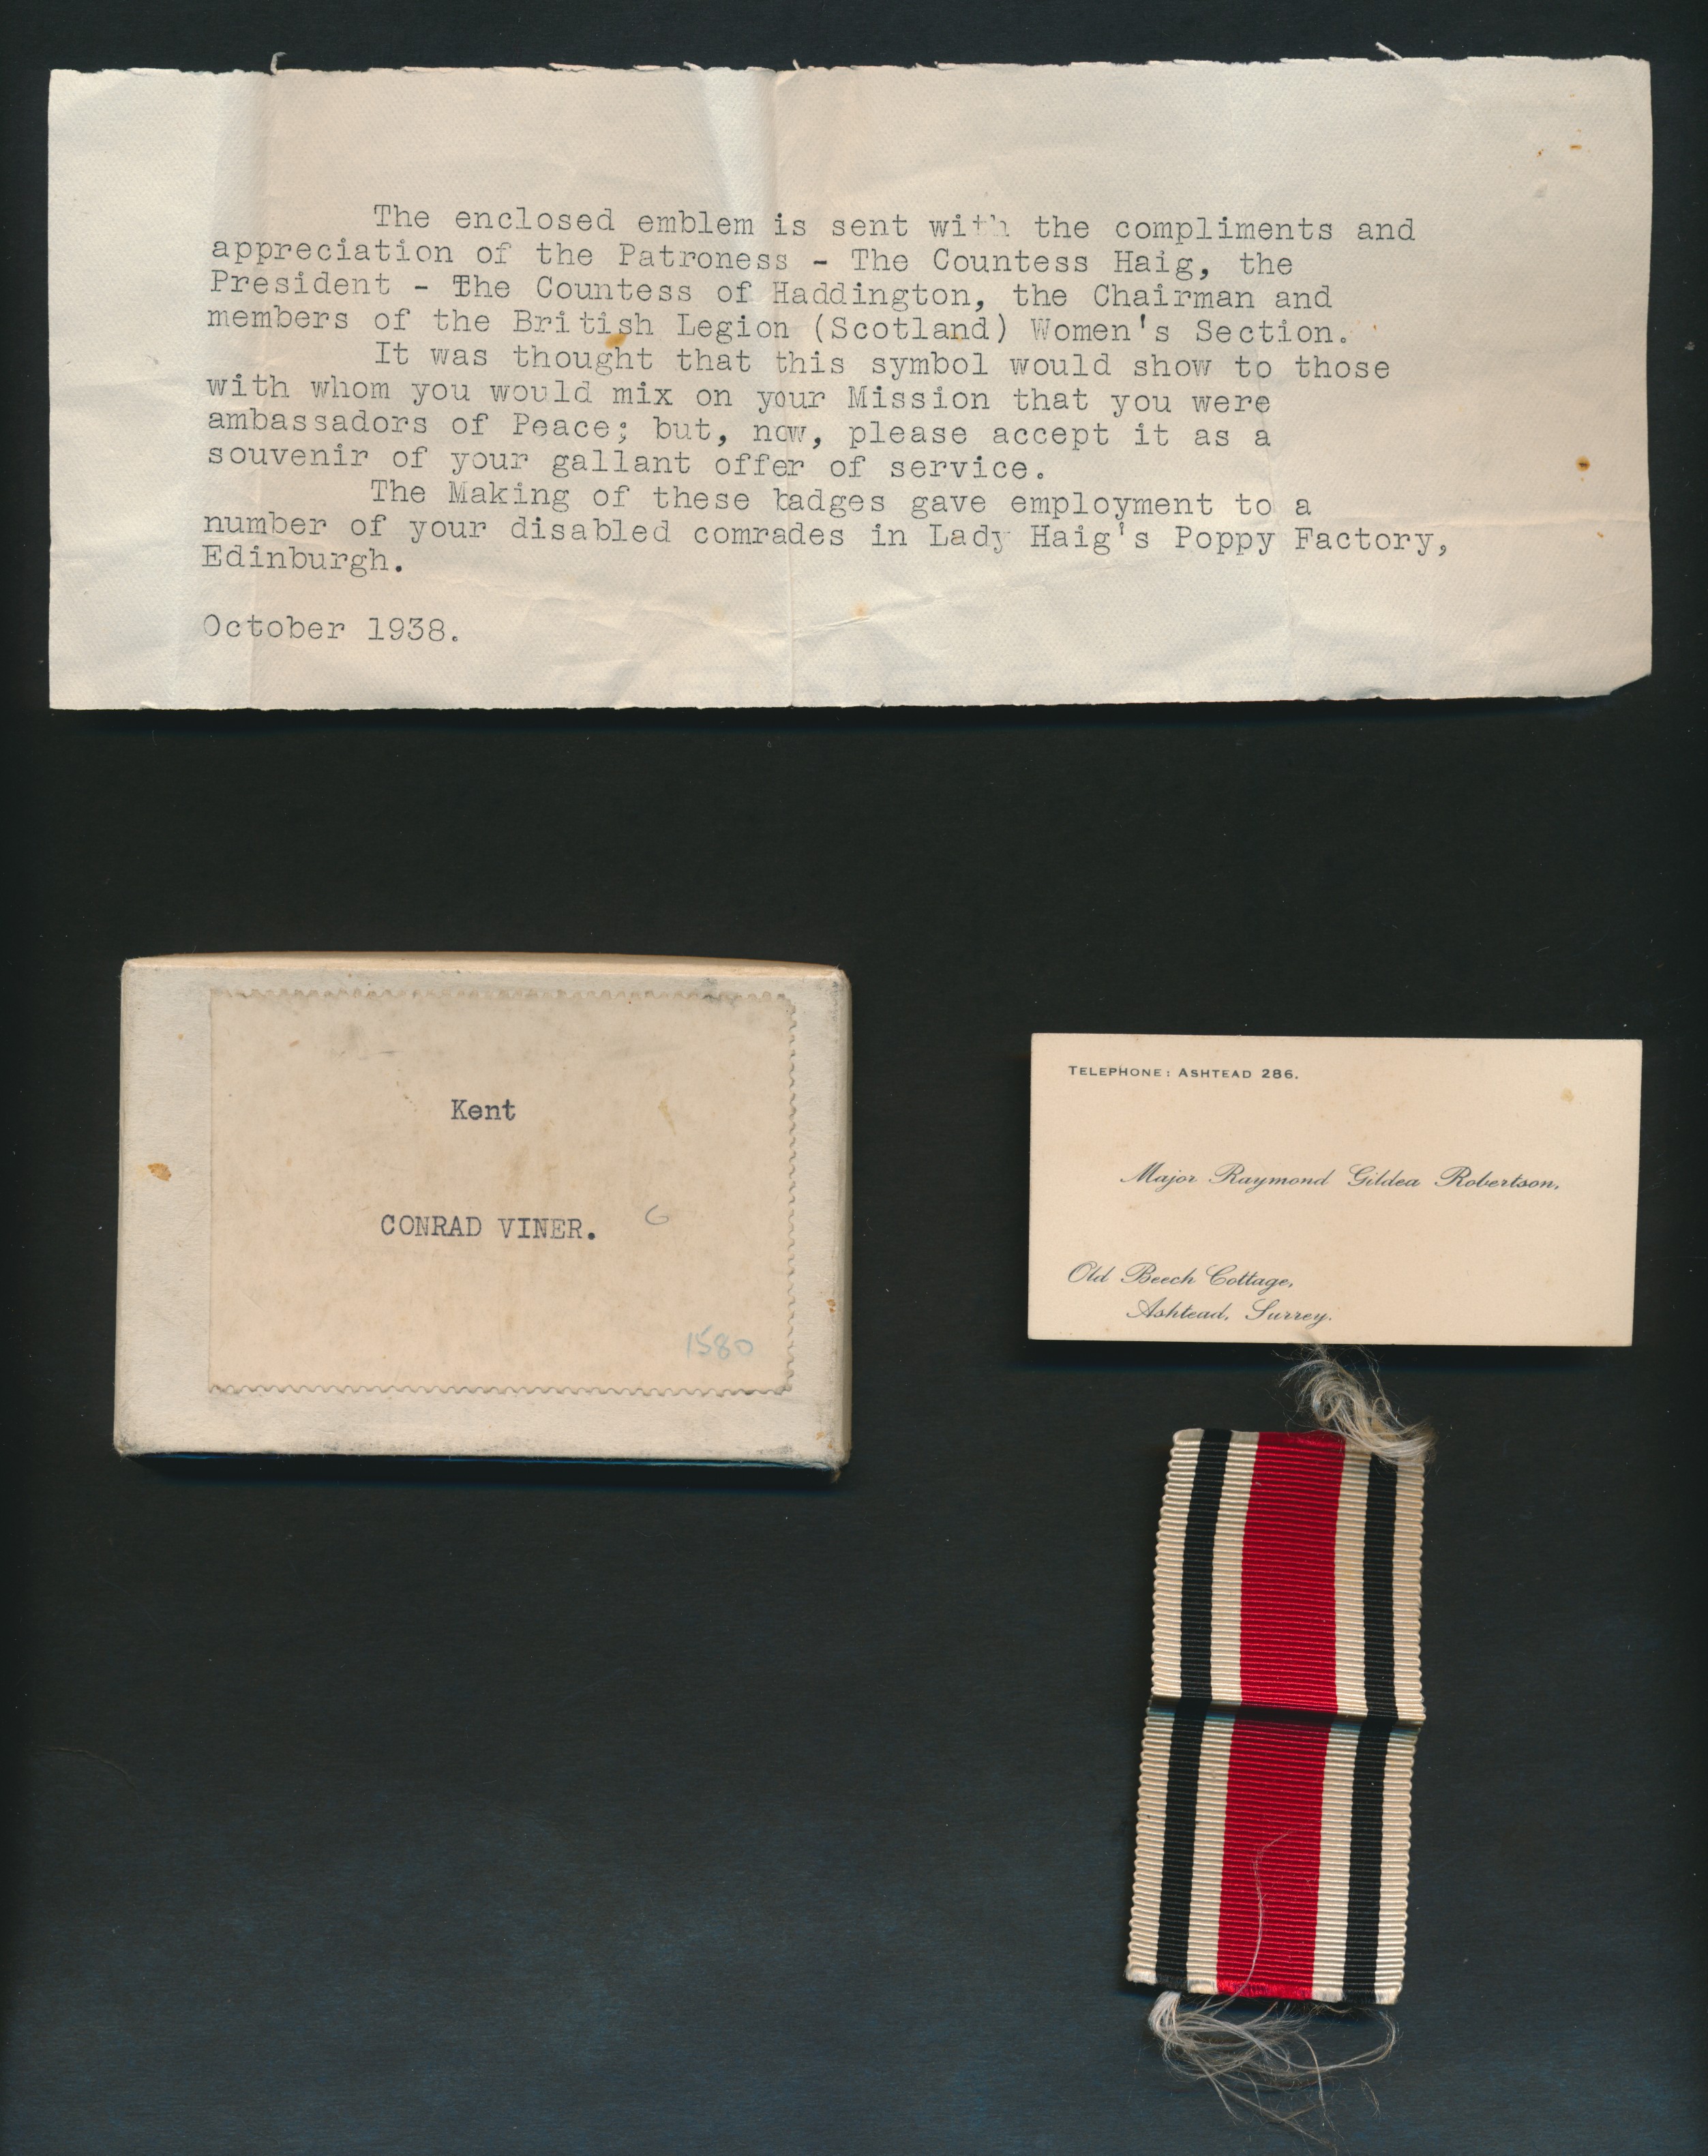 The enclosed emblem is sent with the compliments and
appreciation of the Patroness - The Countess Haig, the
President - The Countess of Haddington, the Chairman and
members of the British Legion (Scotland) Women's Section.
It was thought that this symbol would show to those
with whom you would mix on your Mission that you were
ambassadors of Peace; but, now, please accept it as a
souvenir of your gallant offer of service.
The Making of these badges gave employment to a
number of your disabled comrades in Lady Haig's Poppy Factory,
Edinburgh.
October 1938.
Kent
CONRAD VINER. G
1580
TELEPHONE: ASHTEAD 286.
Major Raymond Gildea Robertson,
Old Beech Cottage,
Ashtead, Surrey.